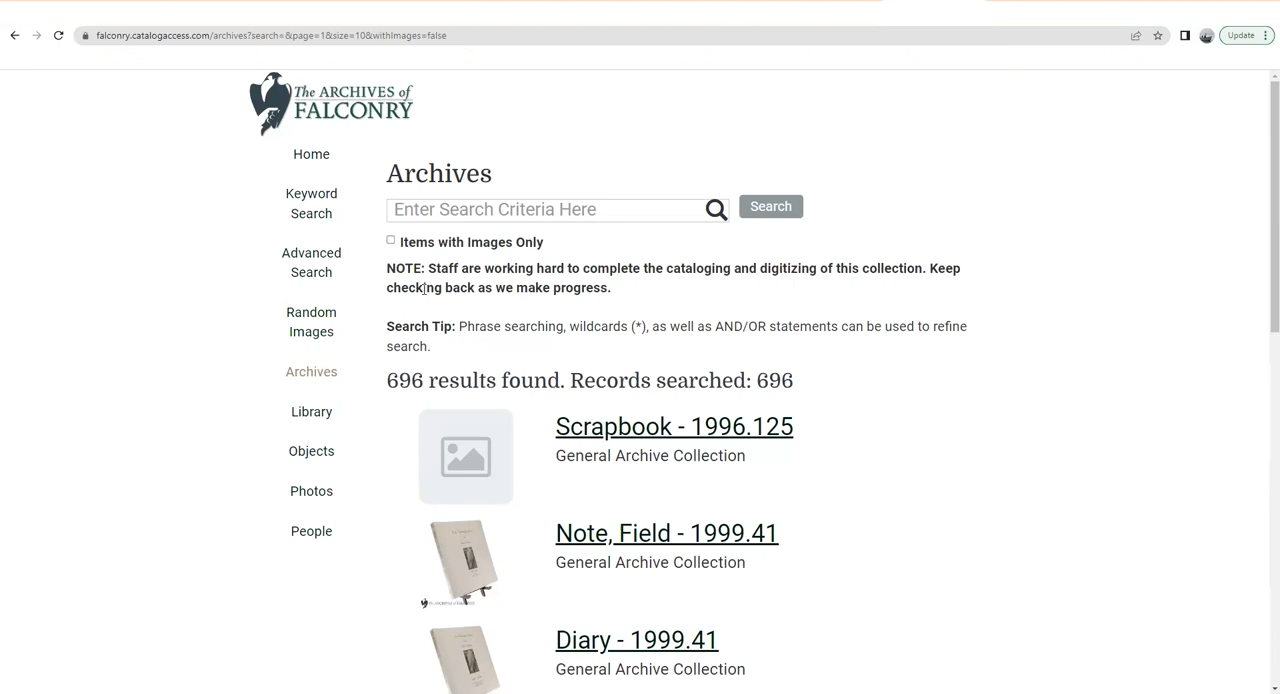 falconry.catalogaccess.com/archives?search=&page=1&size=10&withImages=false
Update
The ARCHIVES of
FALCONRY
Home
Keyword
Search
Advanced
Search
Random
Images
Archives
Library
Objects
Photos
People
Archives
Enter Search Criteria Here
Search
Items with Images Only
NOTE: Staff are working hard to complete the cataloging and digitizing of this collection. Keep
checking back as we make progress.
Search Tip: Phrase searching, wildcards (*), as well as AND/OR statements can be used to refine
search.
696 results found. Records searched: 696
Scrapbook - 1996.125
General Archive Collection
Note, Field - 1999.41
General Archive Collection
Diary - 1999.41
General Archive Collection